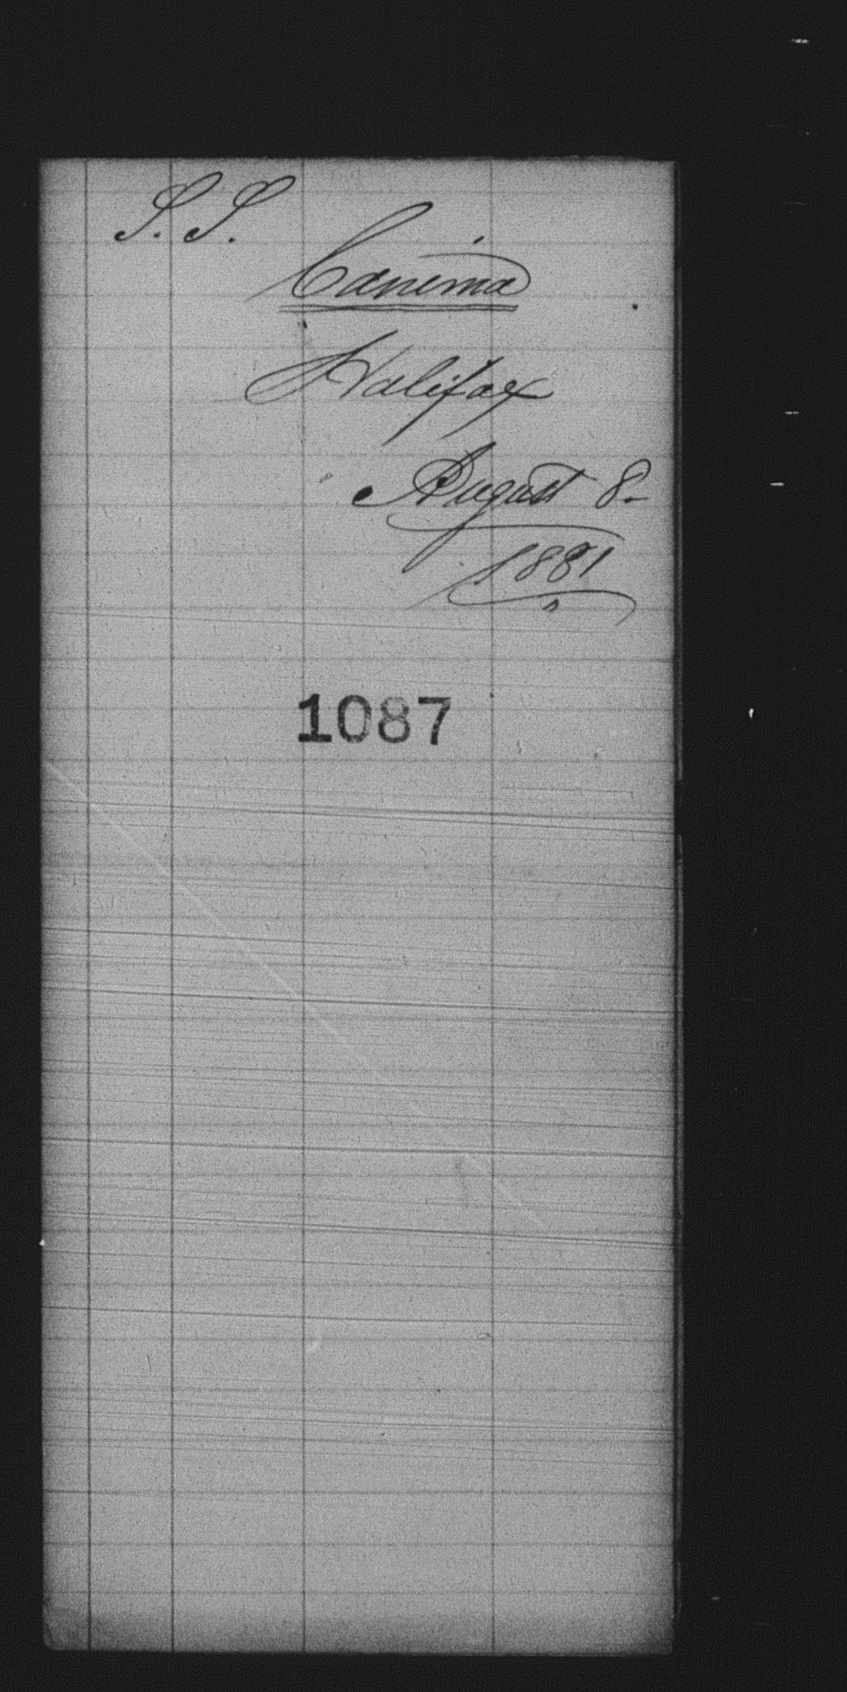 S. S.
Canima
Halifax
August 8-
1881
1087